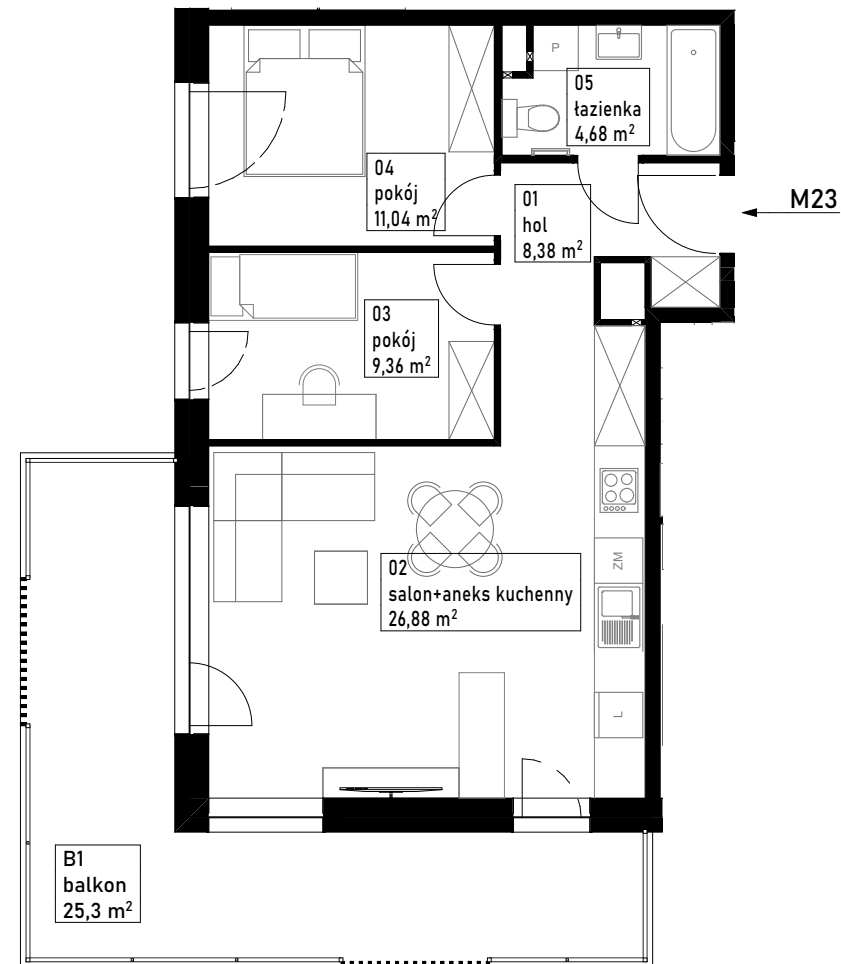 P
05
łazienka
4,68 m²
04
pokój
11,04 m²
01
hol
8,38 m²
M23
03
pokój
9,36 m²
02
salon+aneks kuchenny
26,88 m²
ZM
L
B1
balkon
25,3 m²